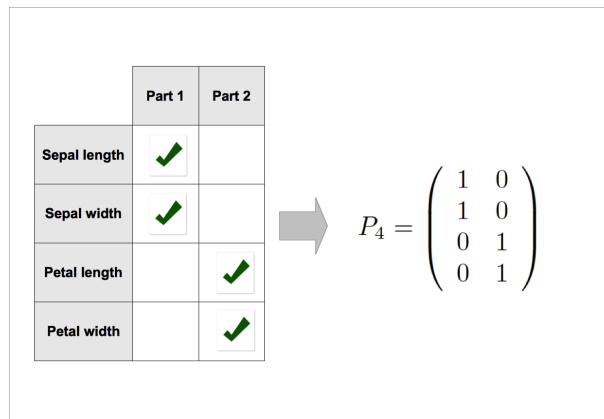 Part 1 Part 2
Sepal length
Sepal width
Petal length
Petal width
P₄ =
1 0
1 0
0 1
0 1